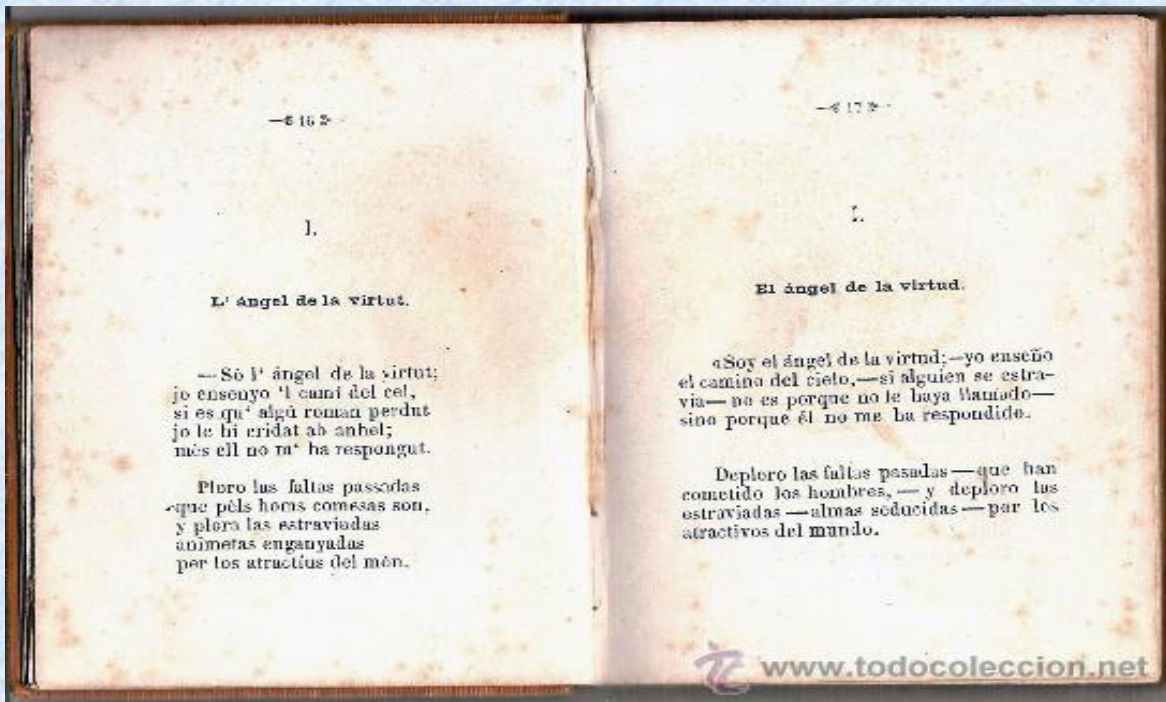 16
I.
L' ángel de la virtut.
— Só l' ángel de la virtut;
jo ensenyo 'l camí del cel,
si es qu' algú roman perdut
jo le hi cridat ab anhel;
mès ell no m' ha respongut.
Ploro las faltas passadas
que pèls homs comesas son,
y ploro las estraviadas
animetas enganyadas
per los atractius del món.
17
I.
El ángel de la virtud.
«Soy el ángel de la virtud;—yo enseño
el camino del cielo,—si alguien se estra-
via— no es porque no le haya llamado—
sino porque él no me ha respondido.
Deploro las faltas pasadas —que han
cometido los hombres, — y deploro las
estraviadas —almas seducidas —por los
atractivos del mundo.
www.todocoleccion.net